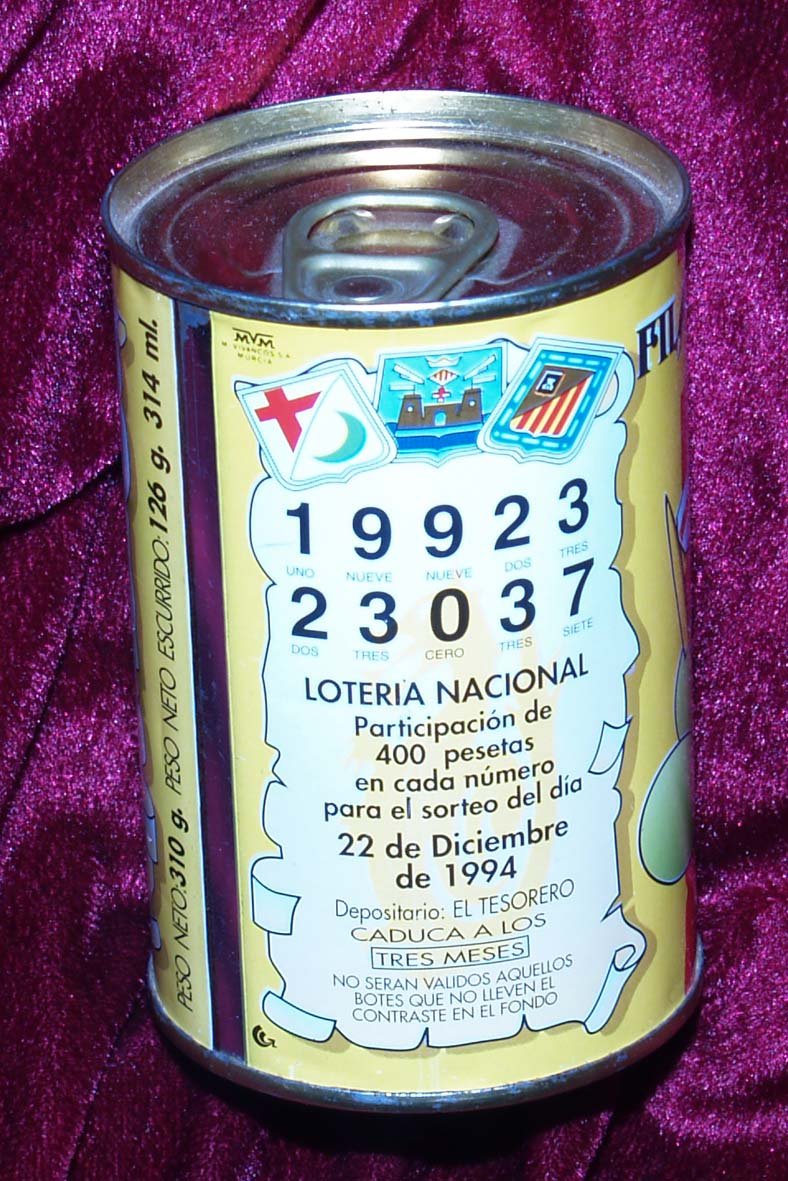 MVM
M. VIVANCOS S.A.
MURCIA
1 9 9 2 3
UNO NUEVE NUEVE DOS TRES
2 3 0 3 7
DOS TRES CERO TRES SIETE
LOTERIA NACIONAL
Participación de
400 pesetas
en cada número
para el sorteo del día
22 de Diciembre
de 1994
Depositario: EL TESORERO
CADUCA A LOS
TRES MESES
NO SERAN VALIDOS AQUELLOS
BOTES QUE NO LLEVEN EL
CONTRASTE EN EL FONDO
PESO NETO:310 g. PESO NETO ESCURRIDO:126 g. 314 ml.
FIL